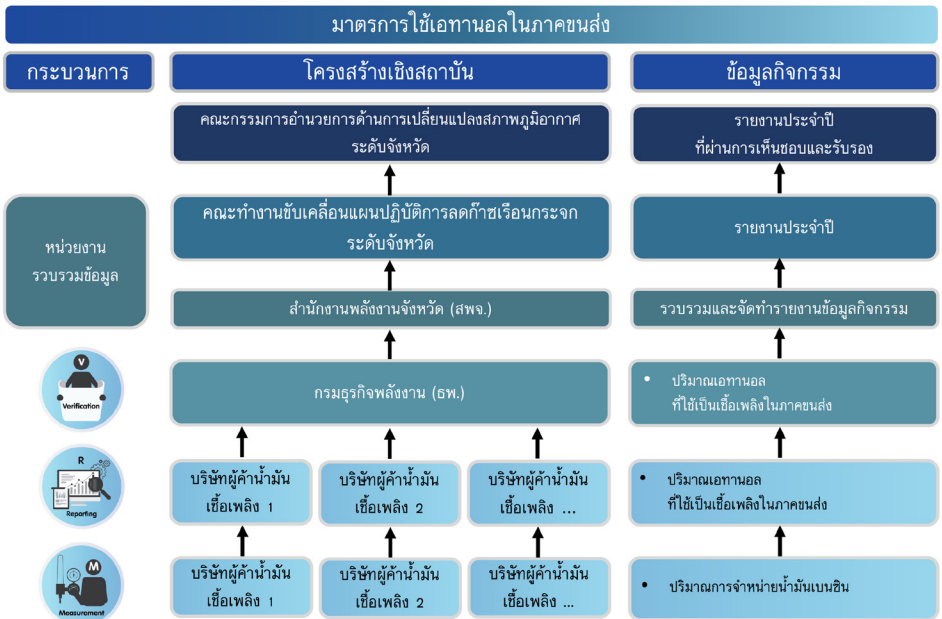 มาตรการใช้เอทานอลในภาคขนส่ง
กระบวนการ
โครงสร้างเชิงสถาบัน
ข้อมูลกิจกรรม
คณะกรรมการอำนวยการด้านการเปลี่ยนแปลงสภาพภูมิอากาศ
ระดับจังหวัด
รายงานประจำปี
ที่ผ่านการเห็นชอบและรับรอง
หน่วยงาน
รวบรวมข้อมูล
คณะทำงานขับเคลื่อนแผนปฏิบัติการลดก๊าซเรือนกระจก
ระดับจังหวัด
รายงานประจำปี
สำนักงานพลังงานจังหวัด (สพจ.)
รวบรวมและจัดทำรายงานข้อมูลกิจกรรม
V
Verification
กรมธุรกิจพลังงาน (ธพ.)
• ปริมาณเอทานอล
ที่ใช้เป็นเชื้อเพลิงในภาคขนส่ง
R
Reporting
บริษัทผู้ค้าน้ำมัน
เชื้อเพลิง 1
บริษัทผู้ค้าน้ำมัน
เชื้อเพลิง 2
บริษัทผู้ค้าน้ำมัน
เชื้อเพลิง ...
• ปริมาณเอทานอล
ที่ใช้เป็นเชื้อเพลิงในภาคขนส่ง
M
Measurement
บริษัทผู้ค้าน้ำมัน
เชื้อเพลิง 1
บริษัทผู้ค้าน้ำมัน
เชื้อเพลิง 2
บริษัทผู้ค้าน้ำมัน
เชื้อเพลิง ...
• ปริมาณการจำหน่ายน้ำมันเบนซิน